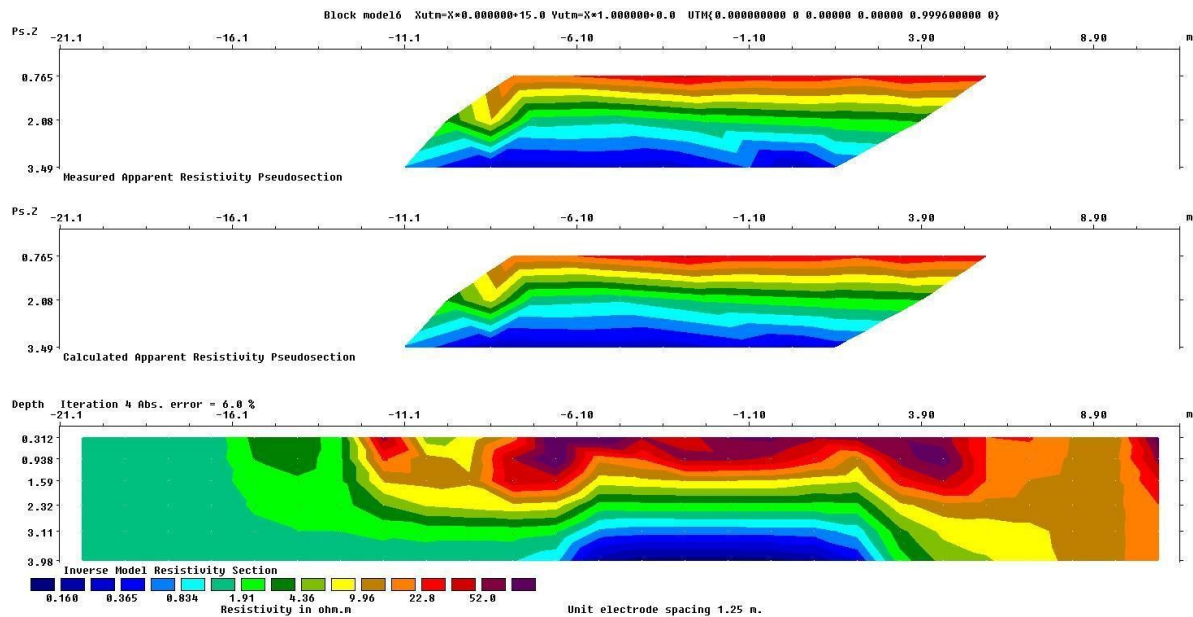 Block model6 Xutm=X*0.000000+15.0 Yutm=X*1.000000+0.0 UTM{0.000000000 0 0.00000 0.00000 0.999600000 0}
Ps.Z
-21.1 -16.1 -11.1 -6.10 -1.10 3.90 8.90 m
0.765
2.08
3.49
Measured Apparent Resistivity Pseudosection
Ps.Z
-21.1 -16.1 -11.1 -6.10 -1.10 3.90 8.90 m
0.765
2.08
3.49
Calculated Apparent Resistivity Pseudosection
Depth Iteration 4 Abs. error = 6.0 %
-21.1 -16.1 -11.1 -6.10 -1.10 3.90 8.90 m
0.312
0.938
1.59
2.32
3.11
3.98
Inverse Model Resistivity Section
0.160 0.365 0.834 1.91 4.36 9.96 22.8 52.0
Resistivity in ohm.m Unit electrode spacing 1.25 m.